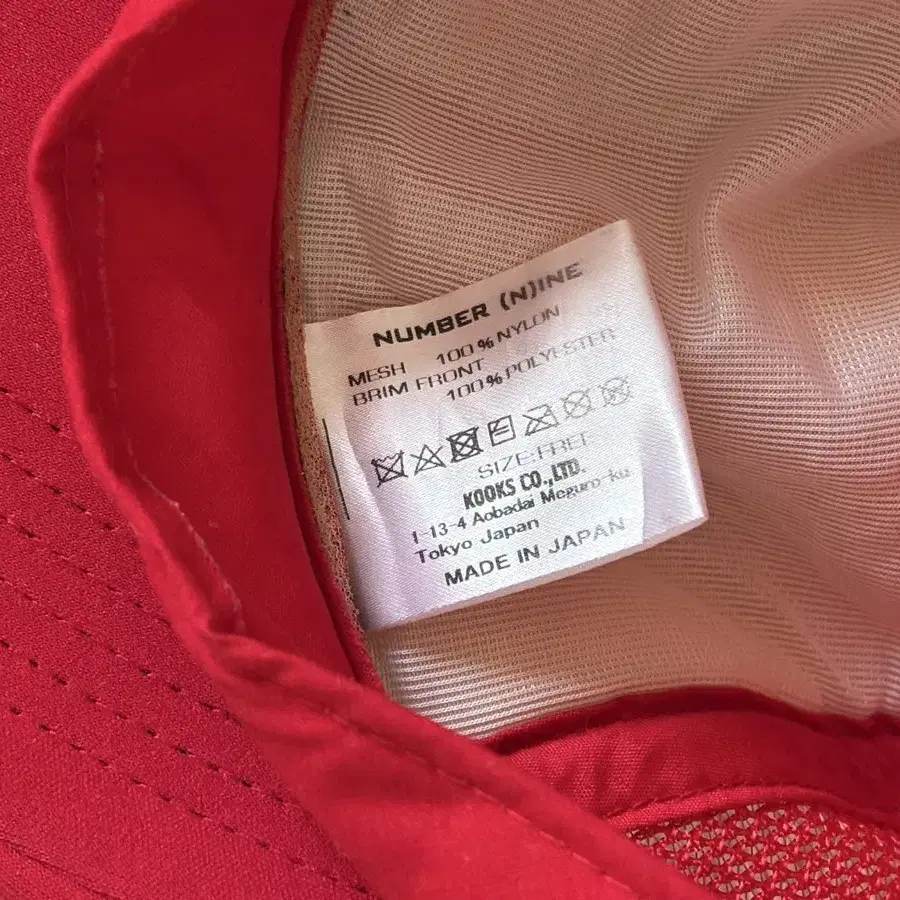 NUMBER (N)INE
MESH 100% NYLON
BRIM FRONT
100% POLYESTER
SIZE:FREE
KOOKS CO.,LTD.
1-13-4 Aobadai Meguro-ku
Tokyo Japan
MADE IN JAPAN